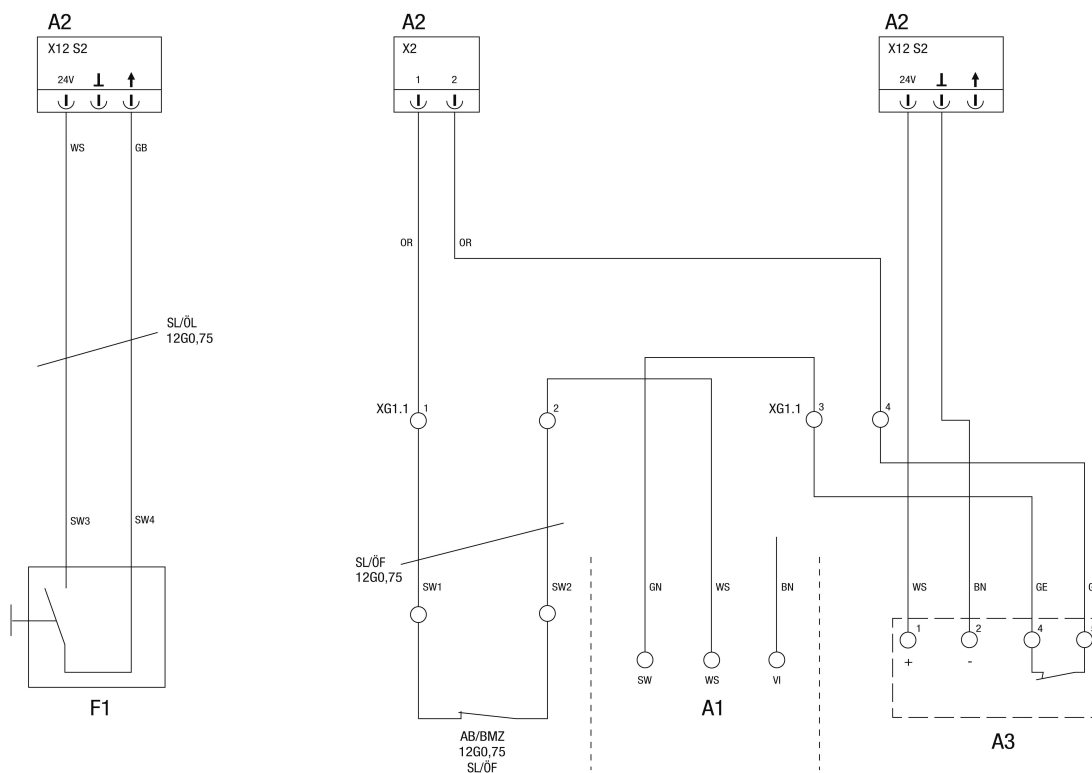 A2
A2
A2
X12 S2
X2
X12 S2
24V
1 2
24V
WS
GB
OR
OR
SL/ÖL
12G0,75
XG1.1
1
2
XG1.1
3
4
SW3
SW4
SL/ÖF
12G0,75
SW1
SW2
GN
WS
BN
WS
BN
GE
1
2
4
+
-
SW
WS
VI
F1
A1
AB/BMZ
12G0,75
SL/ÖF
A3